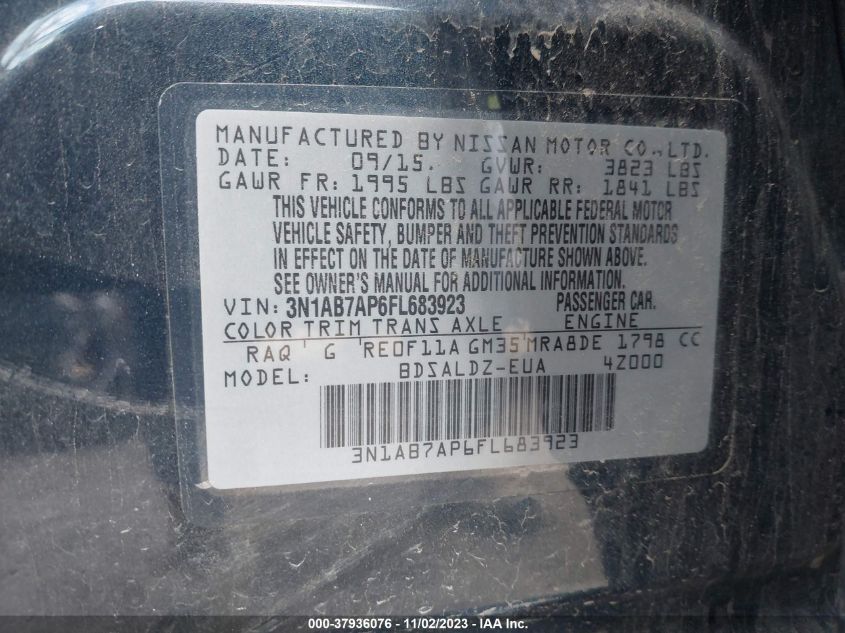 MANUFACTURED BY NISSAN MOTOR CO., LTD.
DATE: 09/15. GVWR: 3823 LBS
GAWR FR: 1995 LBS GAWR RR: 1841 LBS
THIS VEHICLE CONFORMS TO ALL APPLICABLE FEDERAL MOTOR
VEHICLE SAFETY, BUMPER AND THEFT PREVENTION STANDARDS
IN EFFECT ON THE DATE OF MANUFACTURE SHOWN ABOVE.
SEE OWNER'S MANUAL FOR ADDITIONAL INFORMATION.
VIN: 3N1AB7AP6FL683923 PASSENGER CAR.
COLOR TRIM TRANS AXLE ENGINE
RAQ ' G 'RE0F11A GM35'MRA8DE 1798 CC
MODEL: BDSALDZ-EUA 4Z000
3N1AB7AP6FL683923
000-37936076 - 11/02/2023 - IAA Inc.